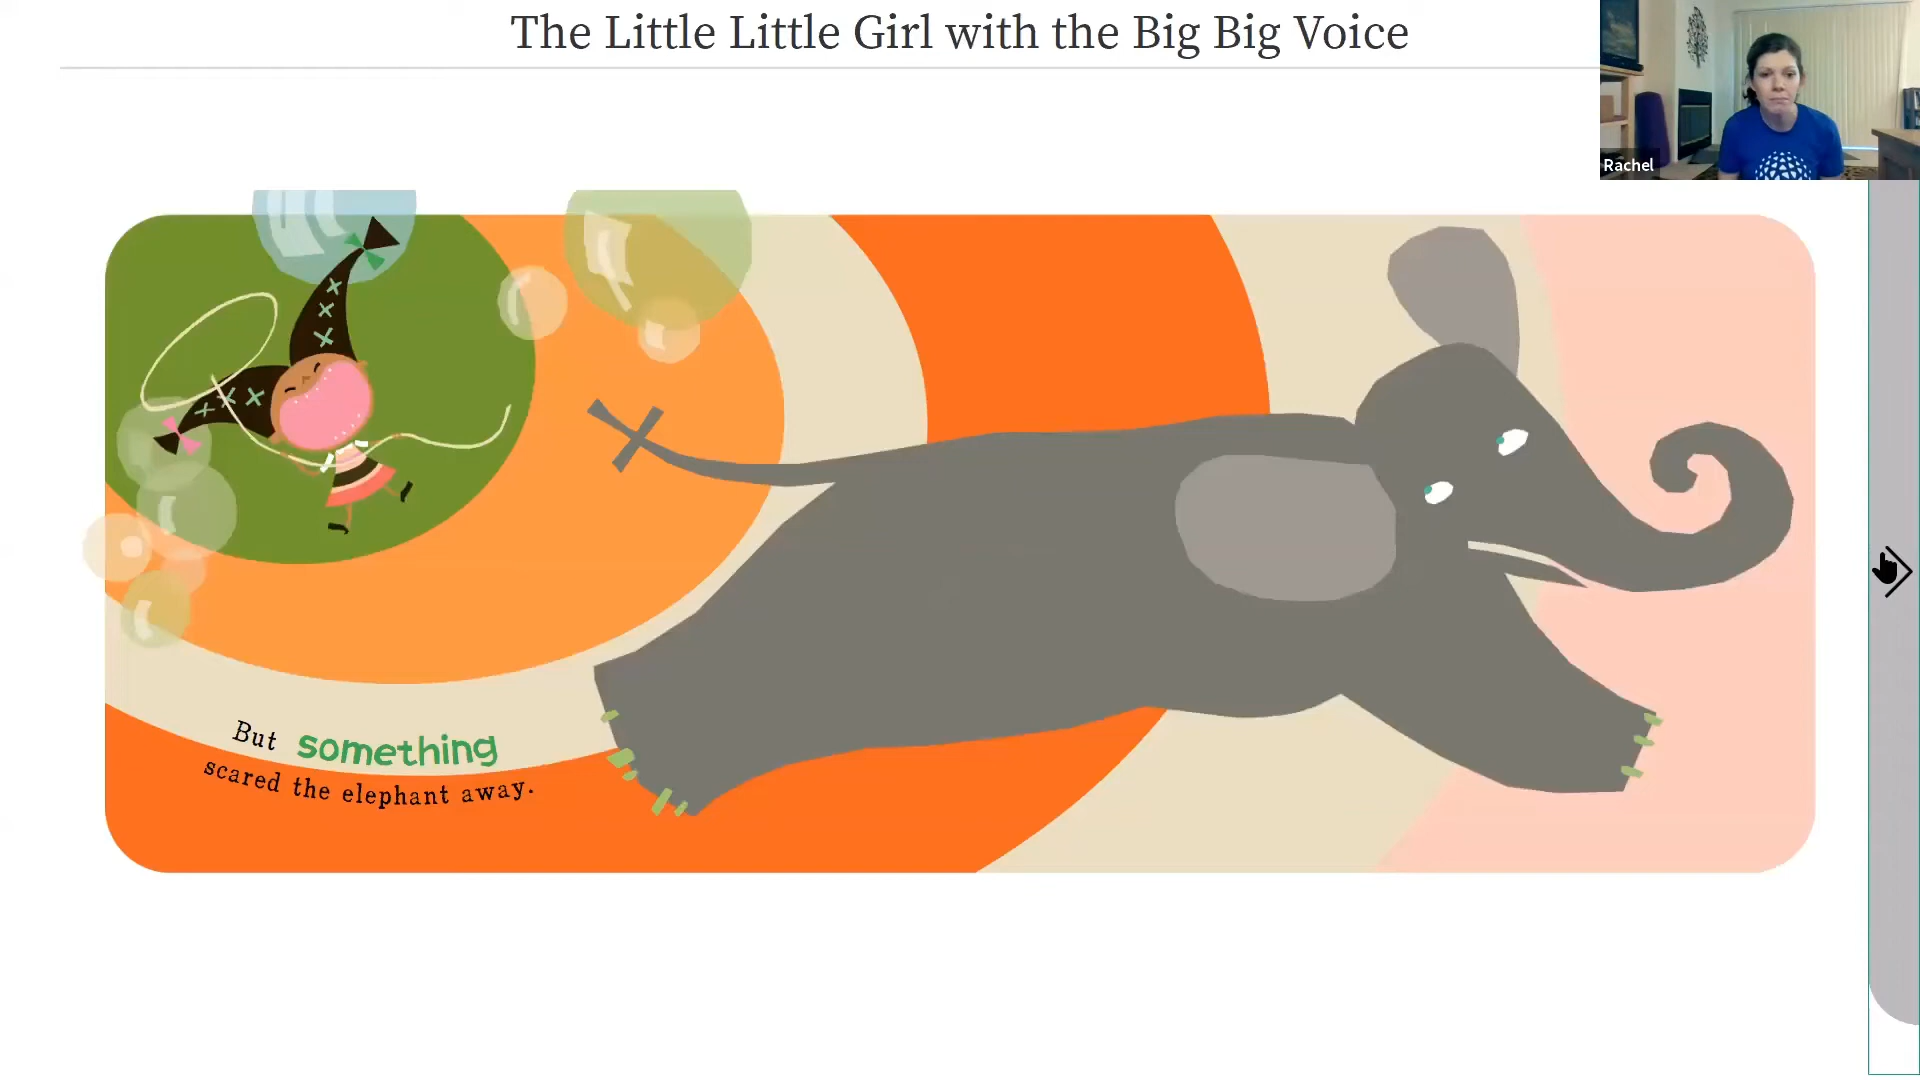 The Little Little Girl with the Big Big Voice
Rachel
But something
scared the elephant away.